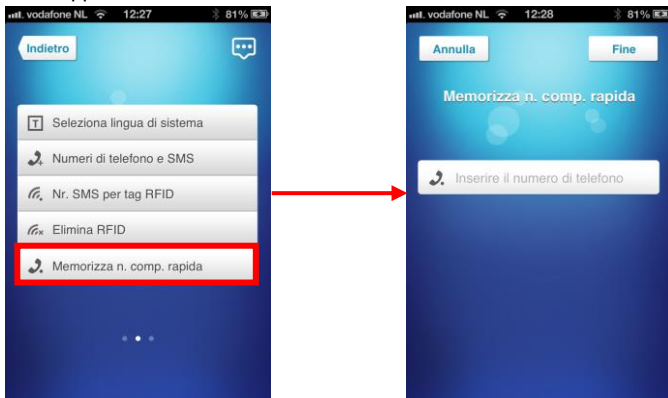 vodafone NL 12:27 81%
Indietro
T Seleziona lingua di sistema
Numeri di telefono e SMS
Nr. SMS per tag RFID
Elimina RFID
Memorizza n. comp. rapida
vodafone NL 12:28 81%
Annulla Fine
Memorizza n. comp. rapida
Inserire il numero di telefono